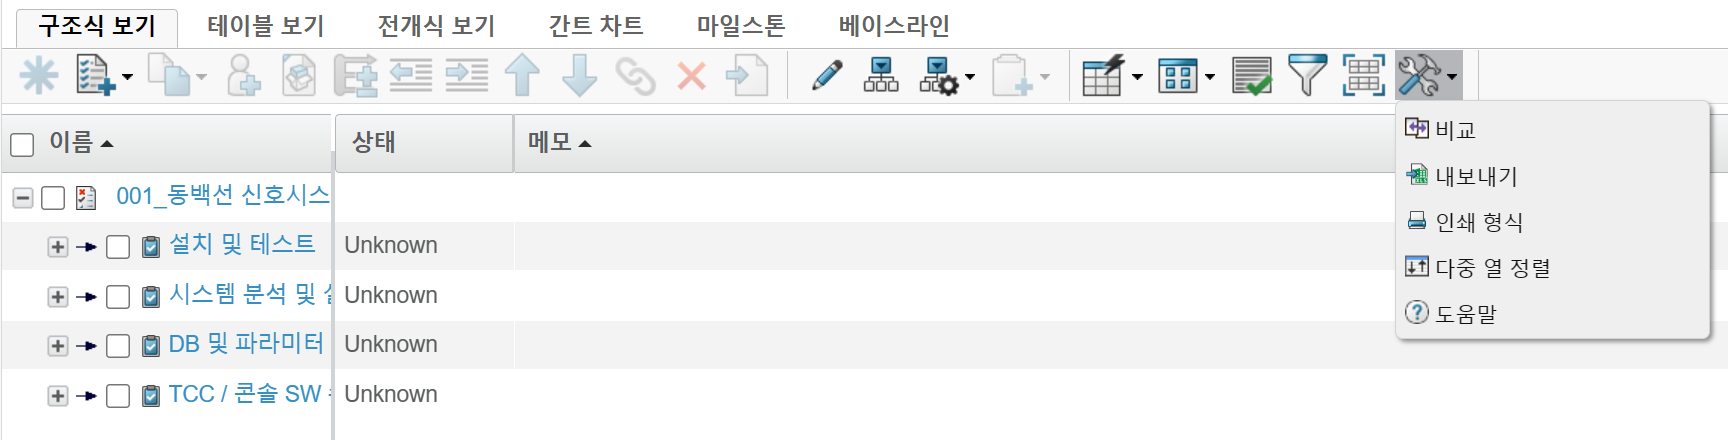 구조식 보기 테이블 보기 전개식 보기 간트 차트 마일스톤 베이스라인
이름 상태 메모
비교
내보내기
인쇄 형식
다중 열 정렬
도움말
001_동백선 신호시스
설치 및 테스트 Unknown
시스템 분석 및 Unknown
DB 및 파라미터 Unknown
TCC / 콘솔 SW Unknown